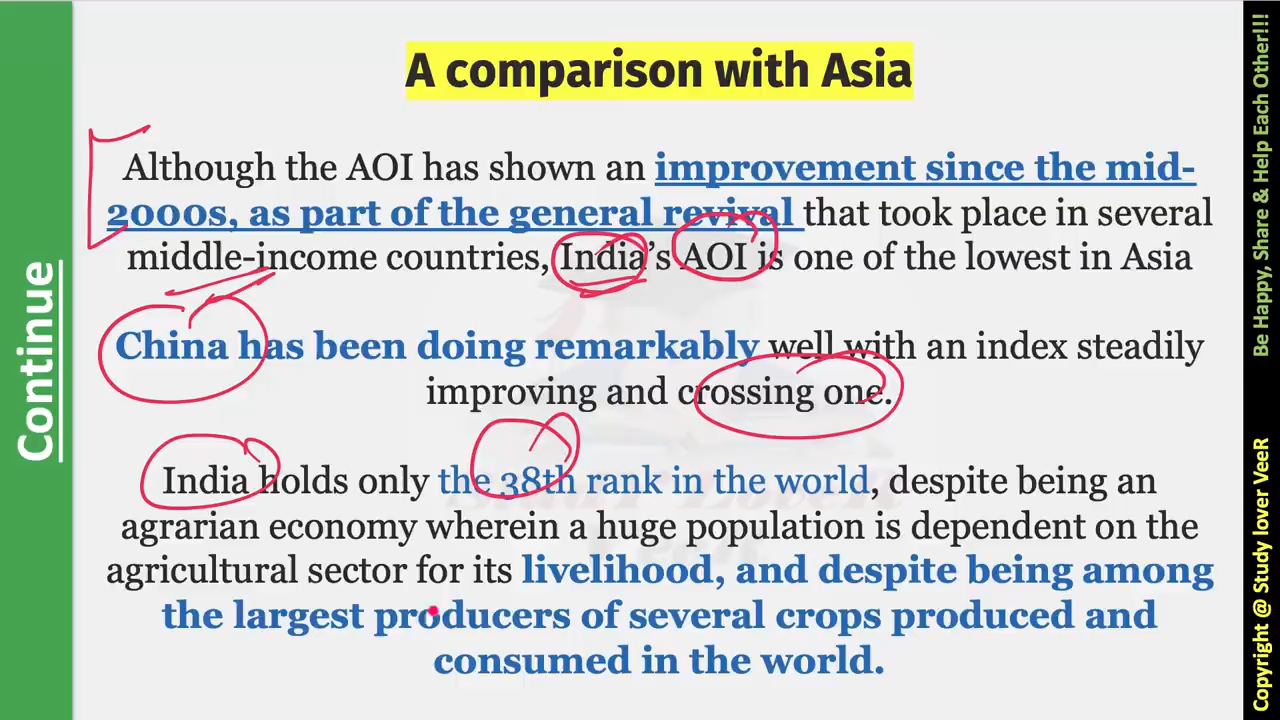 A comparison with Asia
Although the AOI has shown an improvement since the mid-
2000s, as part of the general revival that took place in several
middle-income countries, India's AOI is one of the lowest in Asia
China has been doing remarkably well with an index steadily
improving and crossing one.
India holds only the 38th rank in the world, despite being an
agrarian economy wherein a huge population is dependent on the
agricultural sector for its livelihood, and despite being among
the largest producers of several crops produced and
consumed in the world.
Continue
Be Happy, Share & Help Each Other!!!
Copyright @ Study lover VeeR